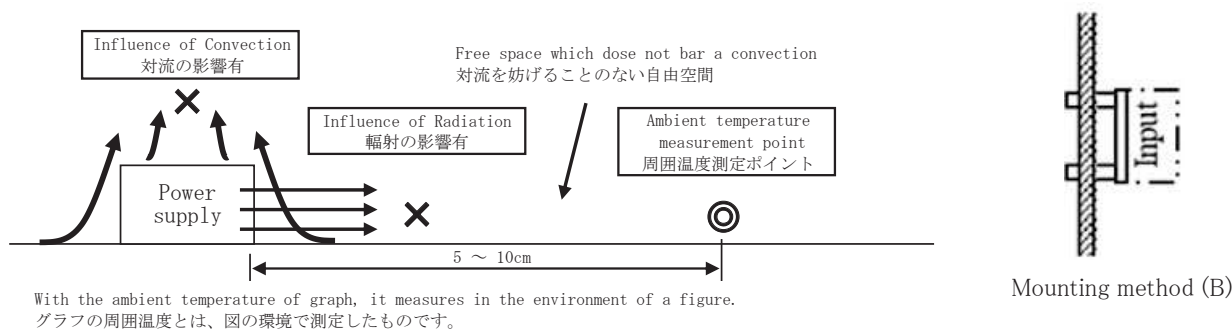 Influence of Convection
対流の影響有
Free space which dose not bar a convection
対流を妨げることのない自由空間
Influence of Radiation
輻射の影響有
Ambient temperature
measurement point
周囲温度測定ポイント
Power
supply
5 ～ 10cm
With the ambient temperature of graph, it measures in the environment of a figure.
グラフの周囲温度とは、図の環境で測定したものです。
Input
Mounting method (B)